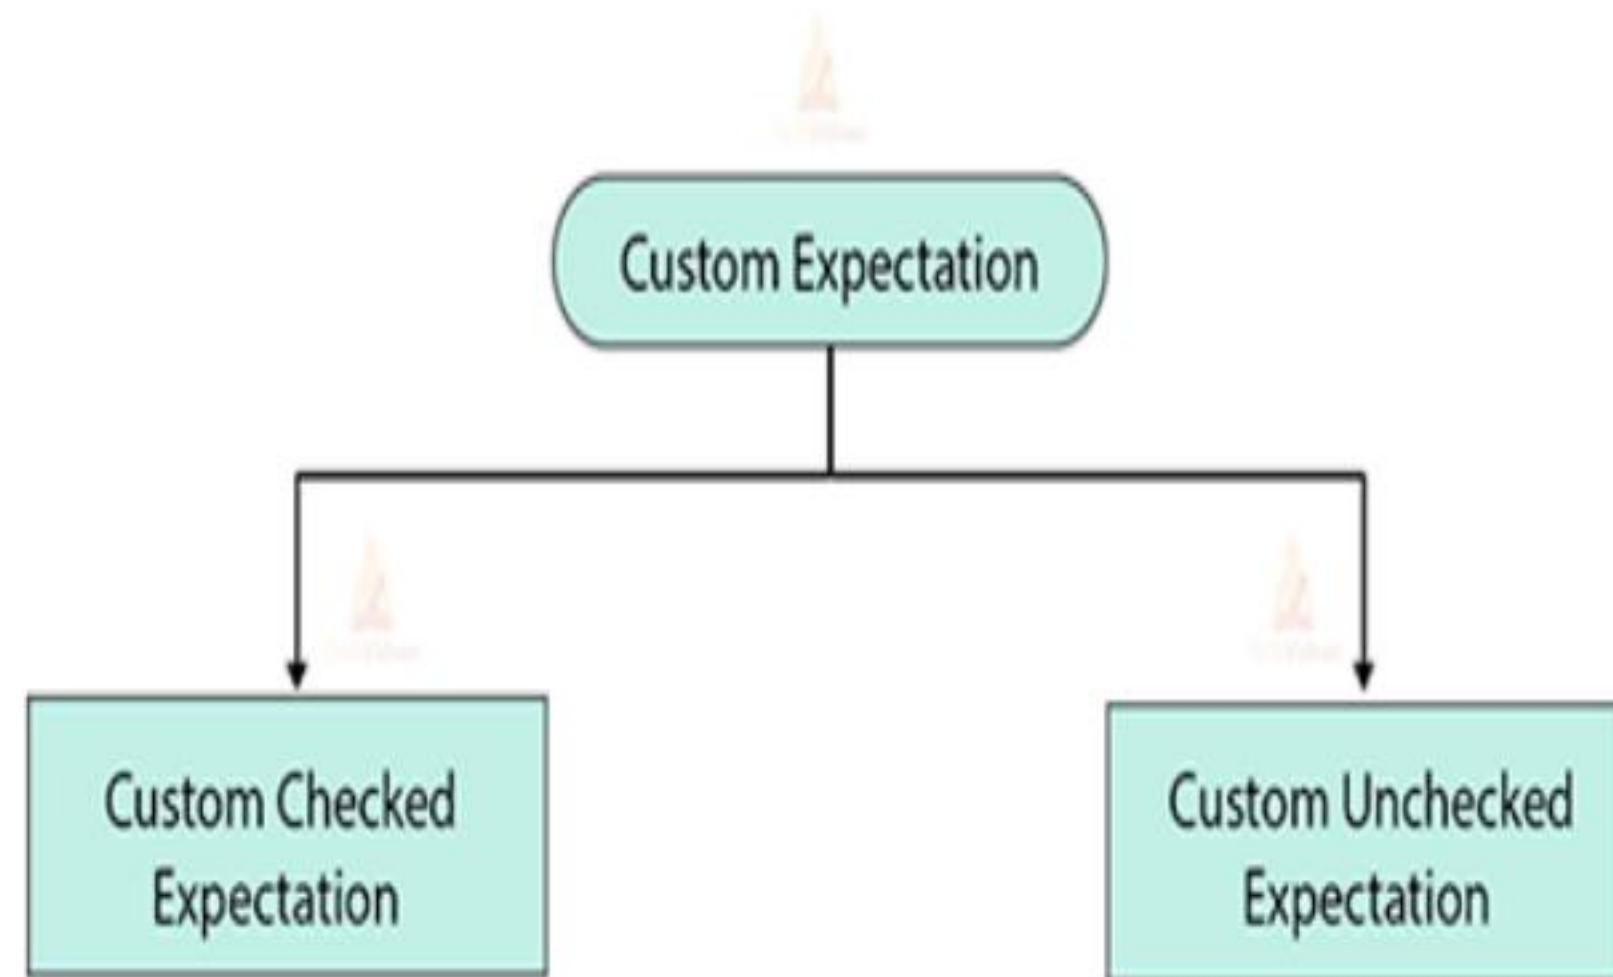 Custom Expectation
Custom Checked
Expectation
Custom Unchecked
Expectation